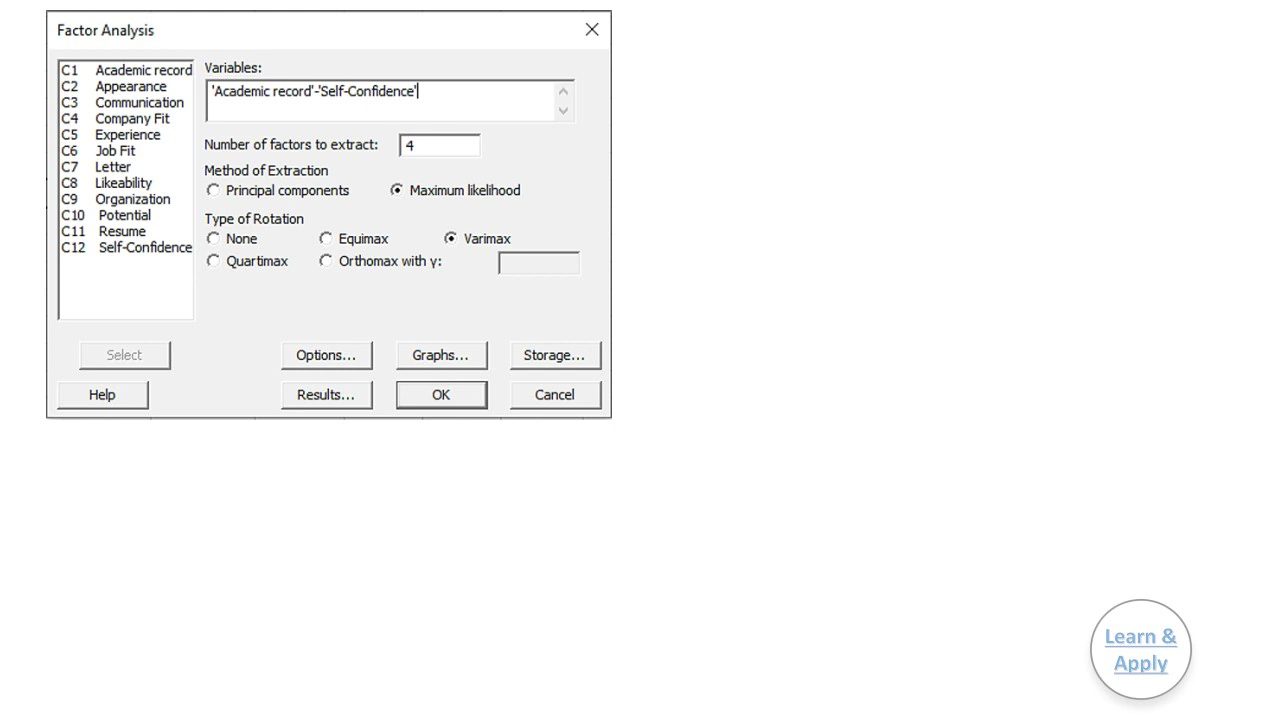 Factor Analysis
C1 Academic record
C2 Appearance
C3 Communication
C4 Company Fit
C5 Experience
C6 Job Fit
C7 Letter
C8 Likeability
C9 Organization
C10 Potential
C11 Resume
C12 Self-Confidence
Variables:
'Academic record'-'Self-Confidence'
Number of factors to extract: 4
Method of Extraction
Principal components Maximum likelihood
Type of Rotation
None Equimax Varimax
Quartimax Orthomax with γ:
Select Options... Graphs... Storage...
Help Results... OK Cancel
Learn &
Apply